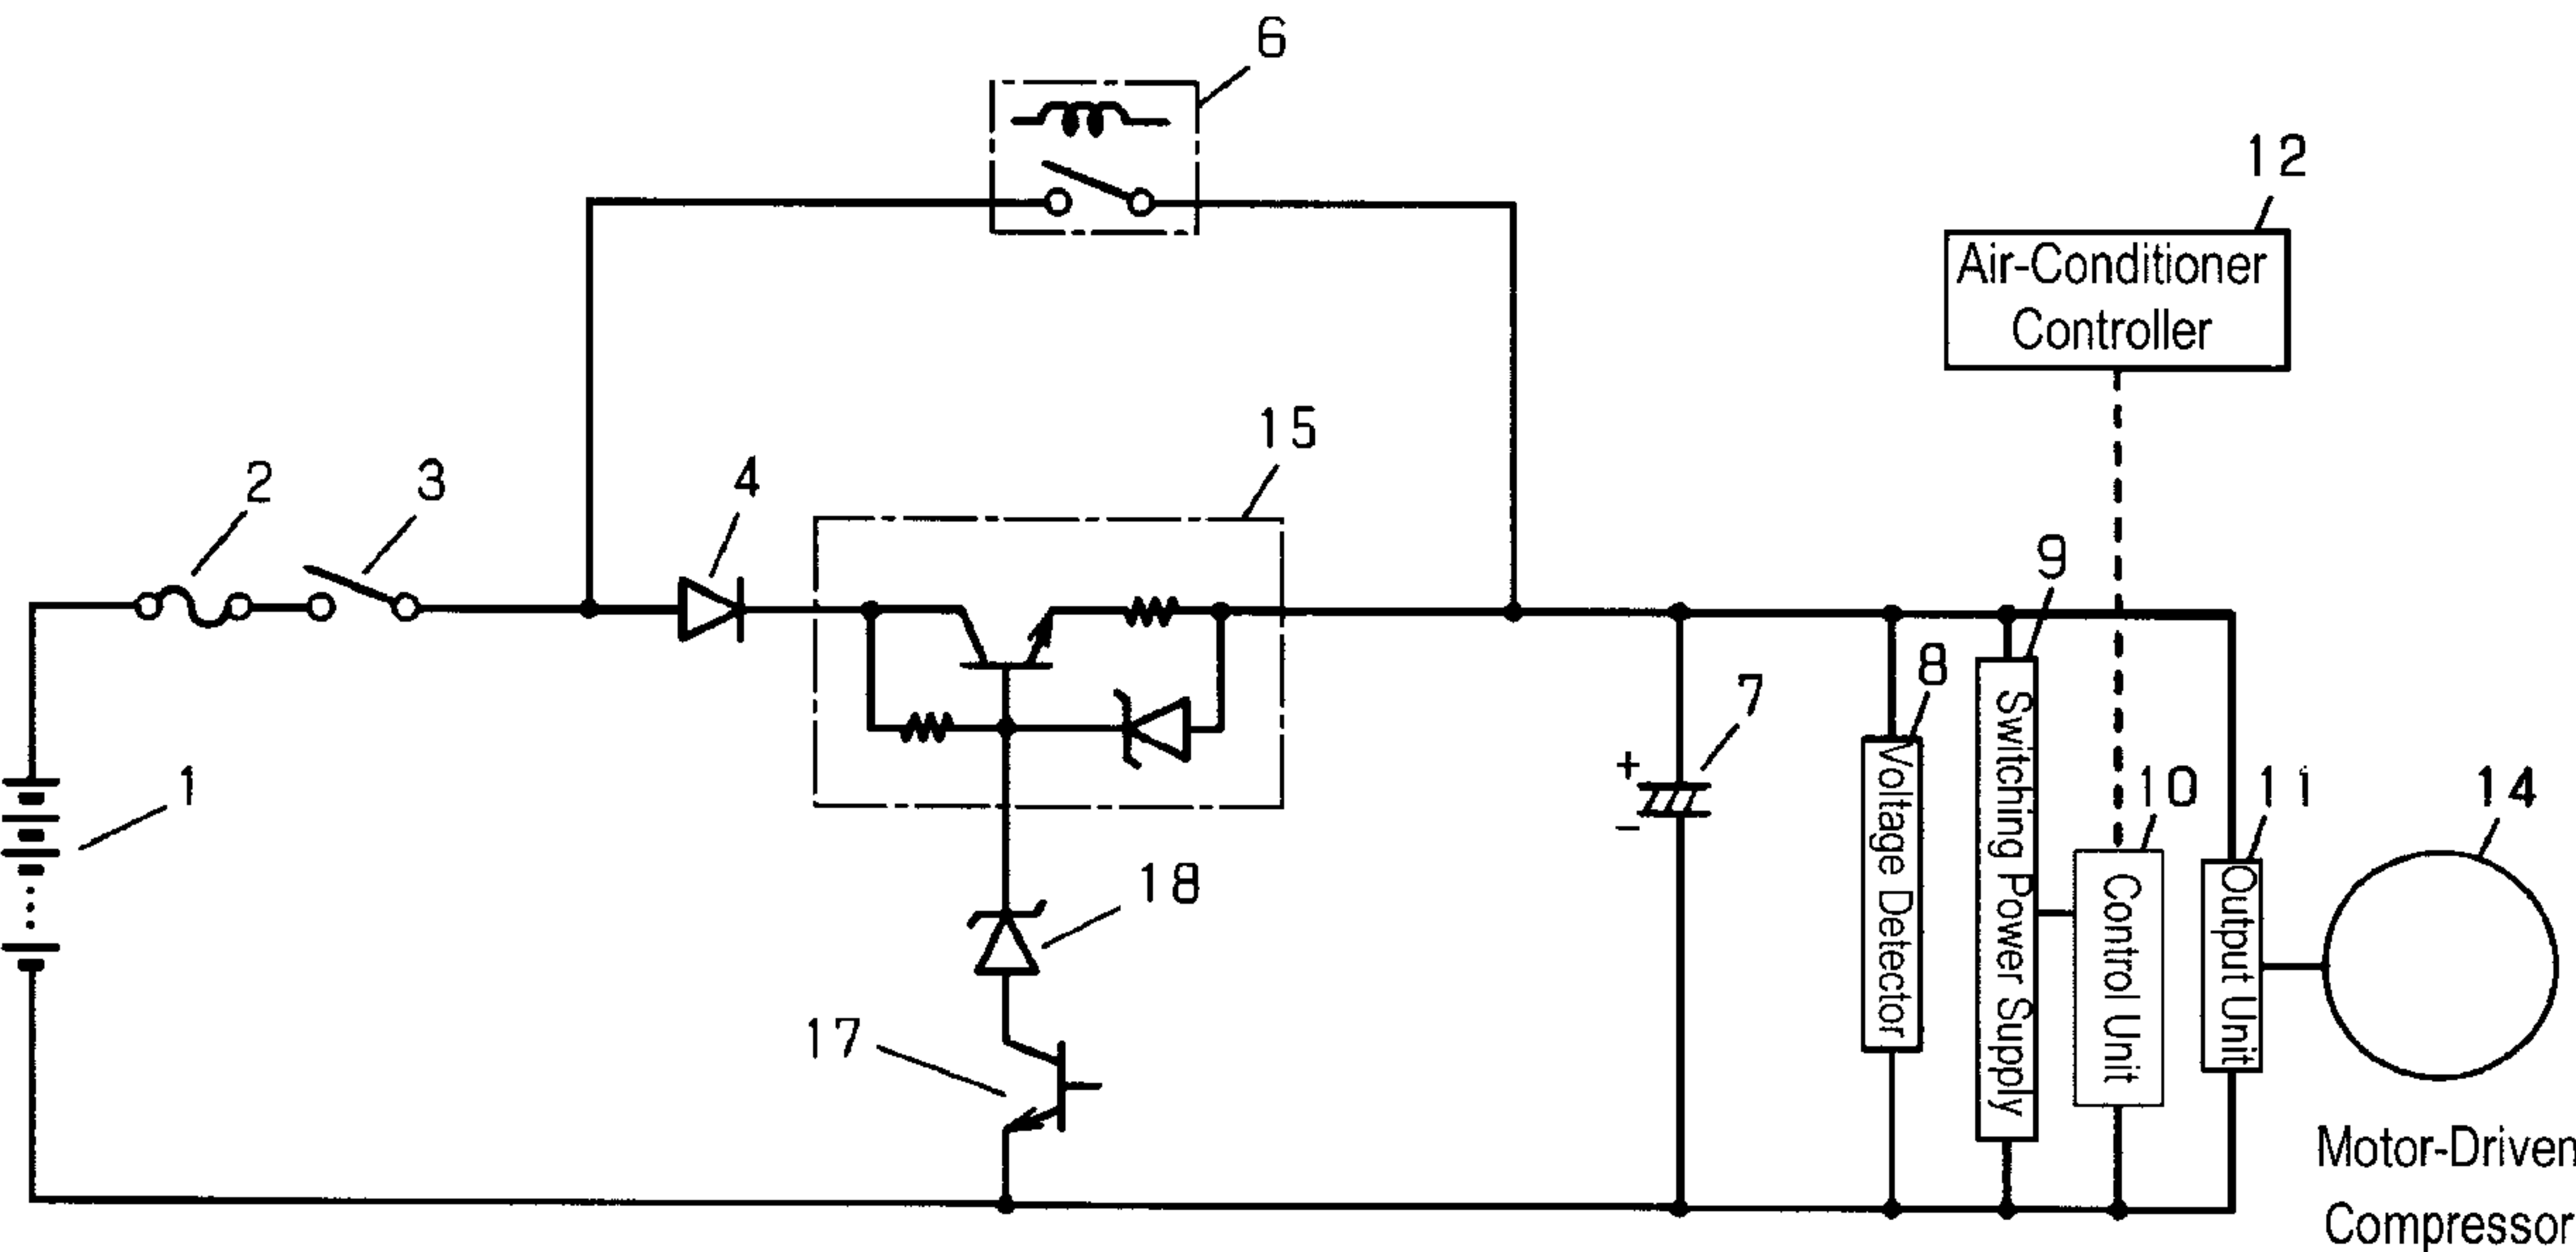 6
12
Air-Conditioner
Controller
15
2
3
4
9
8
7
+
-
1
10
11
14
18
17
Voltage Detector
Switching Power Supply
Control Unit
Output Unit
Motor-Driven
Compressor